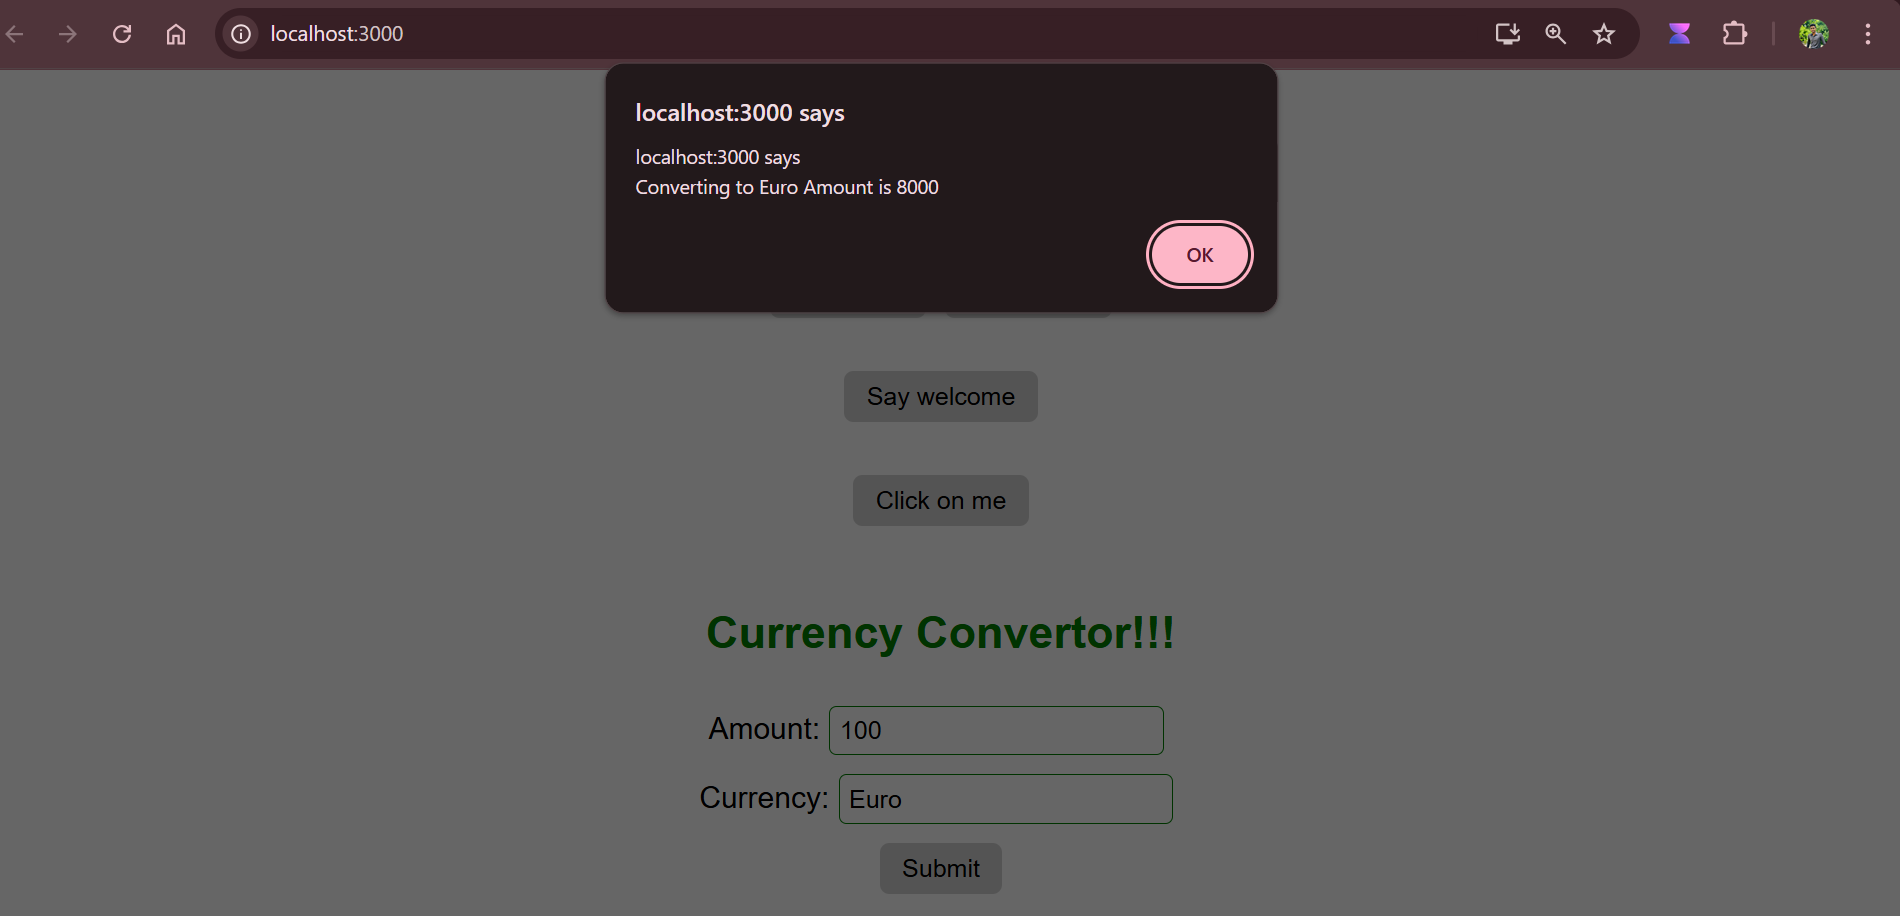 localhost:3000
localhost:3000 says
localhost:3000 says
Converting to Euro Amount is 8000
OK
Say welcome
Click on me
Currency Convertor!!!
Amount: 100
Currency: Euro
Submit